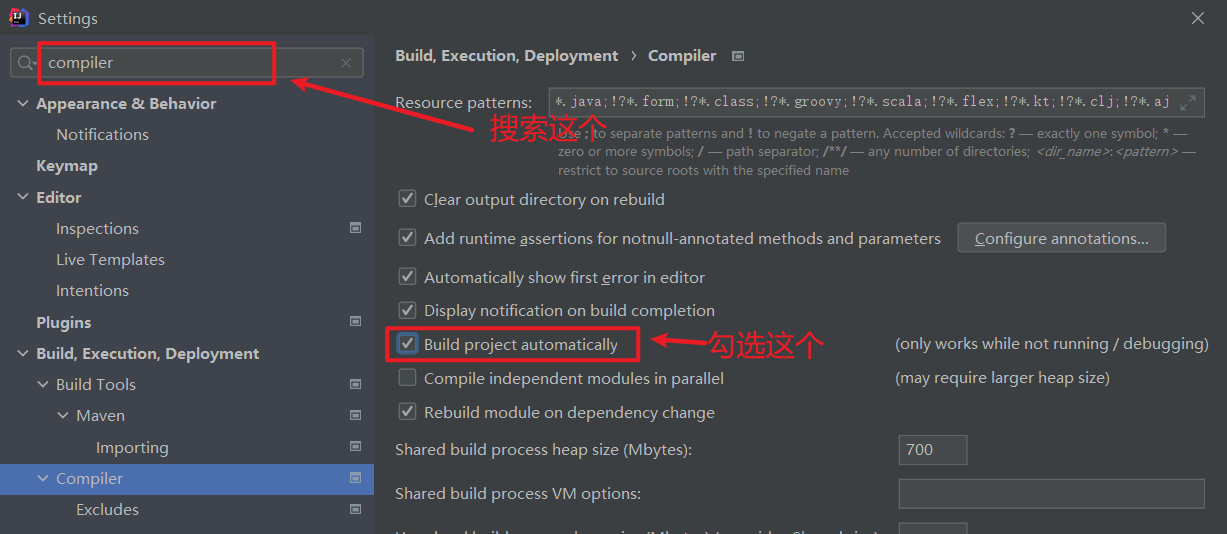 Settings
compiler
Appearance & Behavior
Notifications
Keymap
Editor
Inspections
Live Templates
Intentions
Plugins
Build, Execution, Deployment
Build Tools
Maven
Importing
Compiler
Excludes
搜索这个
Build, Execution, Deployment › Compiler
Resource patterns: *.java;!?*.form;!?*.class;!?*.groovy;!?*.scala;!?*.flex;!?*.kt;!?*.clj;!?*.aj
Use ; to separate patterns and ! to negate a pattern. Accepted wildcards: ? — exactly one symbol; * —
zero or more symbols; / — path separator; /**/ — any number of directories; <dir_name>:<pattern> —
restrict to source roots with the specified name
Clear output directory on rebuild
Add runtime assertions for notnull-annotated methods and parameters Configure annotations...
Automatically show first error in editor
Display notification on build completion
Build project automatically 勾选这个 (only works while not running / debugging)
Compile independent modules in parallel (may require larger heap size)
Rebuild module on dependency change
Shared build process heap size (Mbytes): 700
Shared build process VM options: